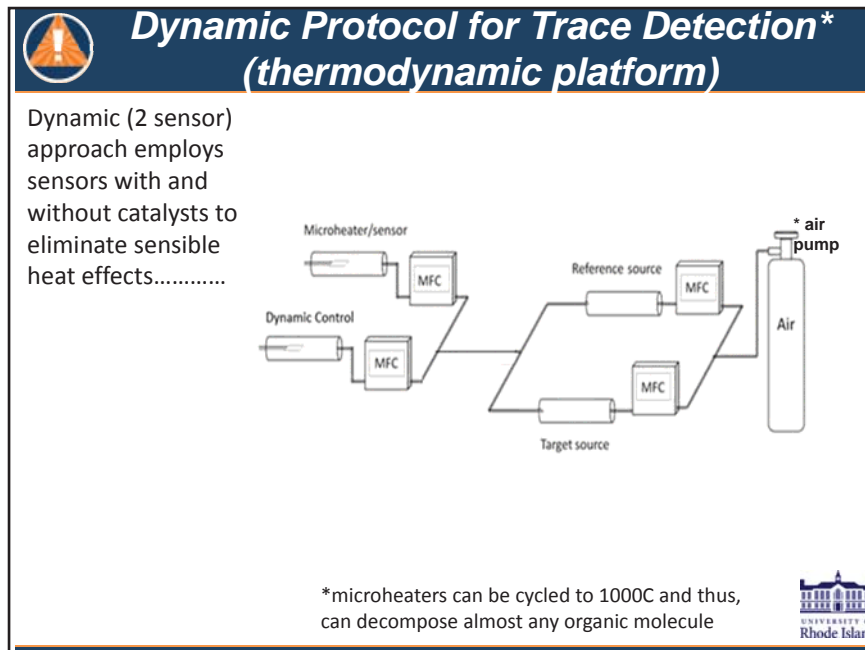 Dynamic Protocol for Trace Detection*
(thermodynamic platform)
Dynamic (2 sensor)
approach employs
sensors with and
without catalysts to
eliminate sensible
heat effects…………
Microheater/sensor
MFC
Dynamic Control
MFC
Reference source
MFC
MFC
Target source
* air
pump
Air
*microheaters can be cycled to 1000C and thus,
can decompose almost any organic molecule
UNIVERSITY O
Rhode Islan